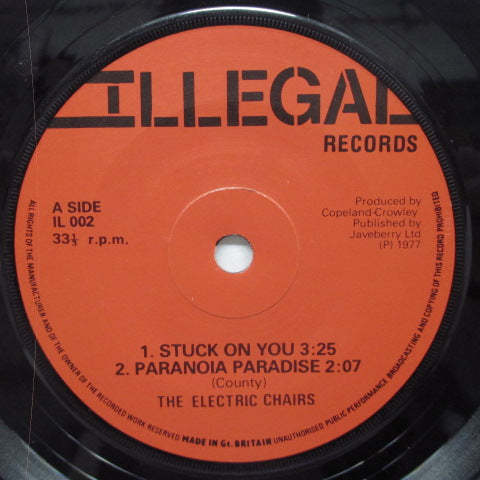 ILLEGAL
RECORDS
A SIDE
IL 002
33⅓ r.p.m.
Produced by
Copeland-Crowley
Published by
Javeberry Ltd
(P) 1977
1. STUCK ON YOU 3:25
2. PARANOIA PARADISE 2:07
(County)
THE ELECTRIC CHAIRS
ALL RIGHTS OF THE MANUFACTURER AND OF THE OWNER OF THE RECORDED WORK RESERVED MADE IN Gt. BRITAIN UNAUTHORISED PUBLIC PERFORMANCE BROADCASTING AND COPYING OF THIS RECORD PROHIBITED